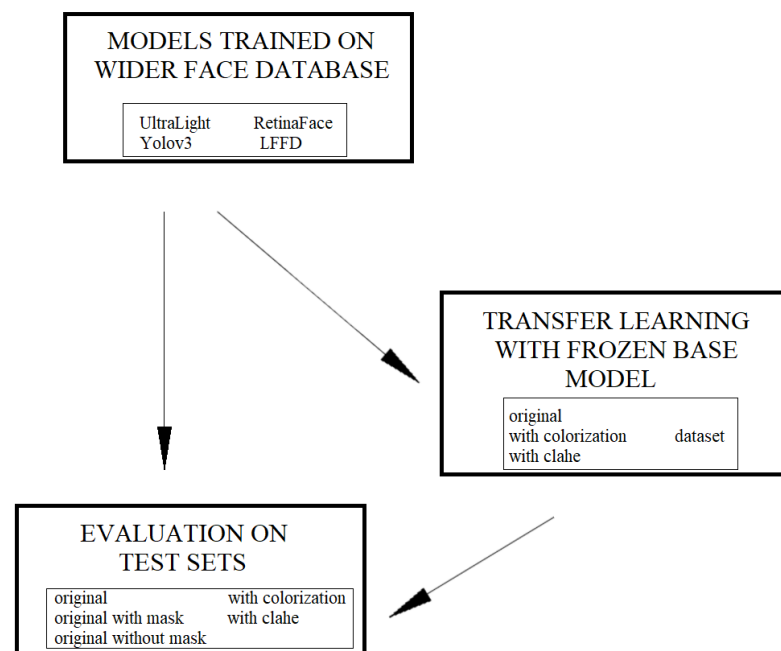 MODELS TRAINED ON
WIDER FACE DATABASE
UltraLight RetinaFace
Yolov3 LFFD
TRANSFER LEARNING
WITH FROZEN BASE
MODEL
original
with colorization dataset
with clahe
EVALUATION ON
TEST SETS
original with colorization
original with mask with clahe
original without mask